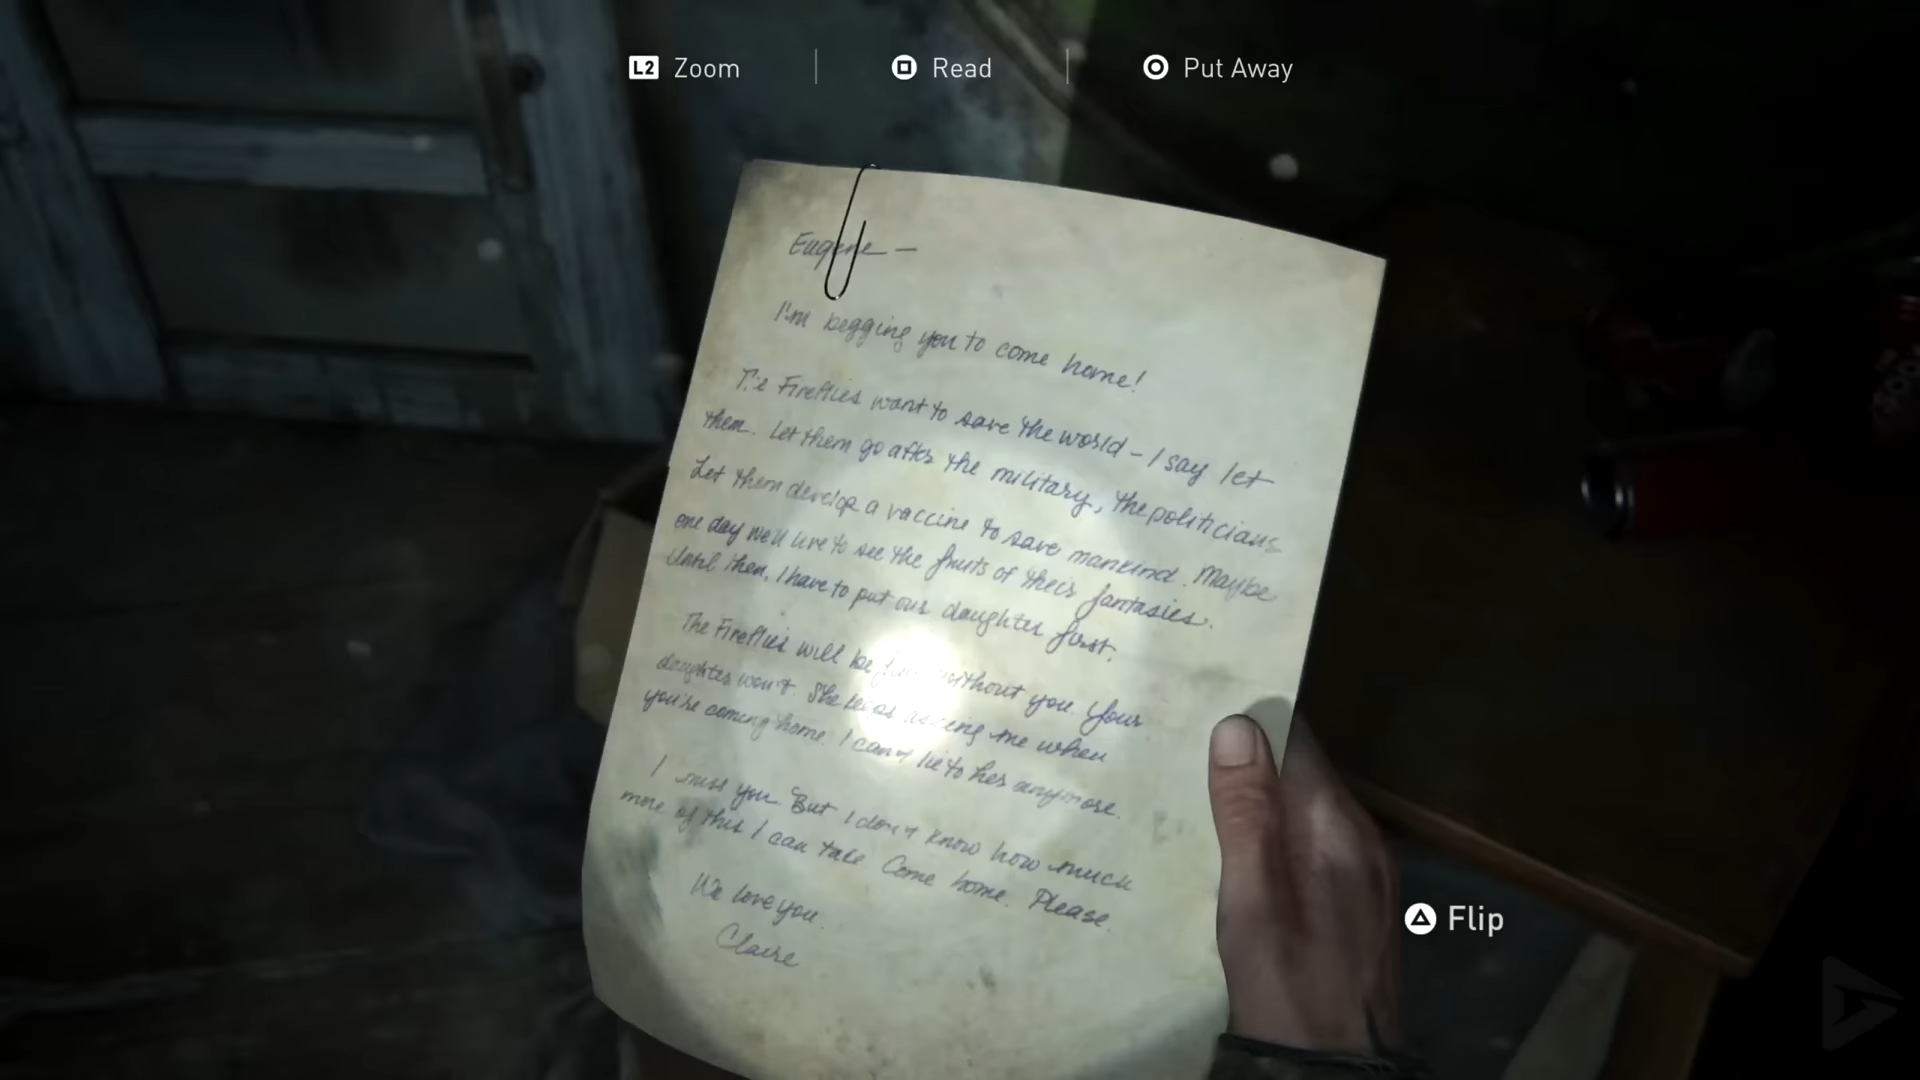 L2 Zoom
Read
Put Away
Eugene —
I'm begging you to come home!
The Fireflies want to save the world – I say let
them. Let them go after the military, the politicians
Let them develop a vaccine to save mankind. Maybe
one day we'll live to see the fruits of their fantasies.
Until then, I have to put our daughter first.
The Fireflies will be without you. Your
daughter won't. She keeps asking me when
you're coming home. I can't lie to her anymore.
I miss you. But I don't know how much
more of this I can take. Come home. Please.
We love you.
Claire
Flip